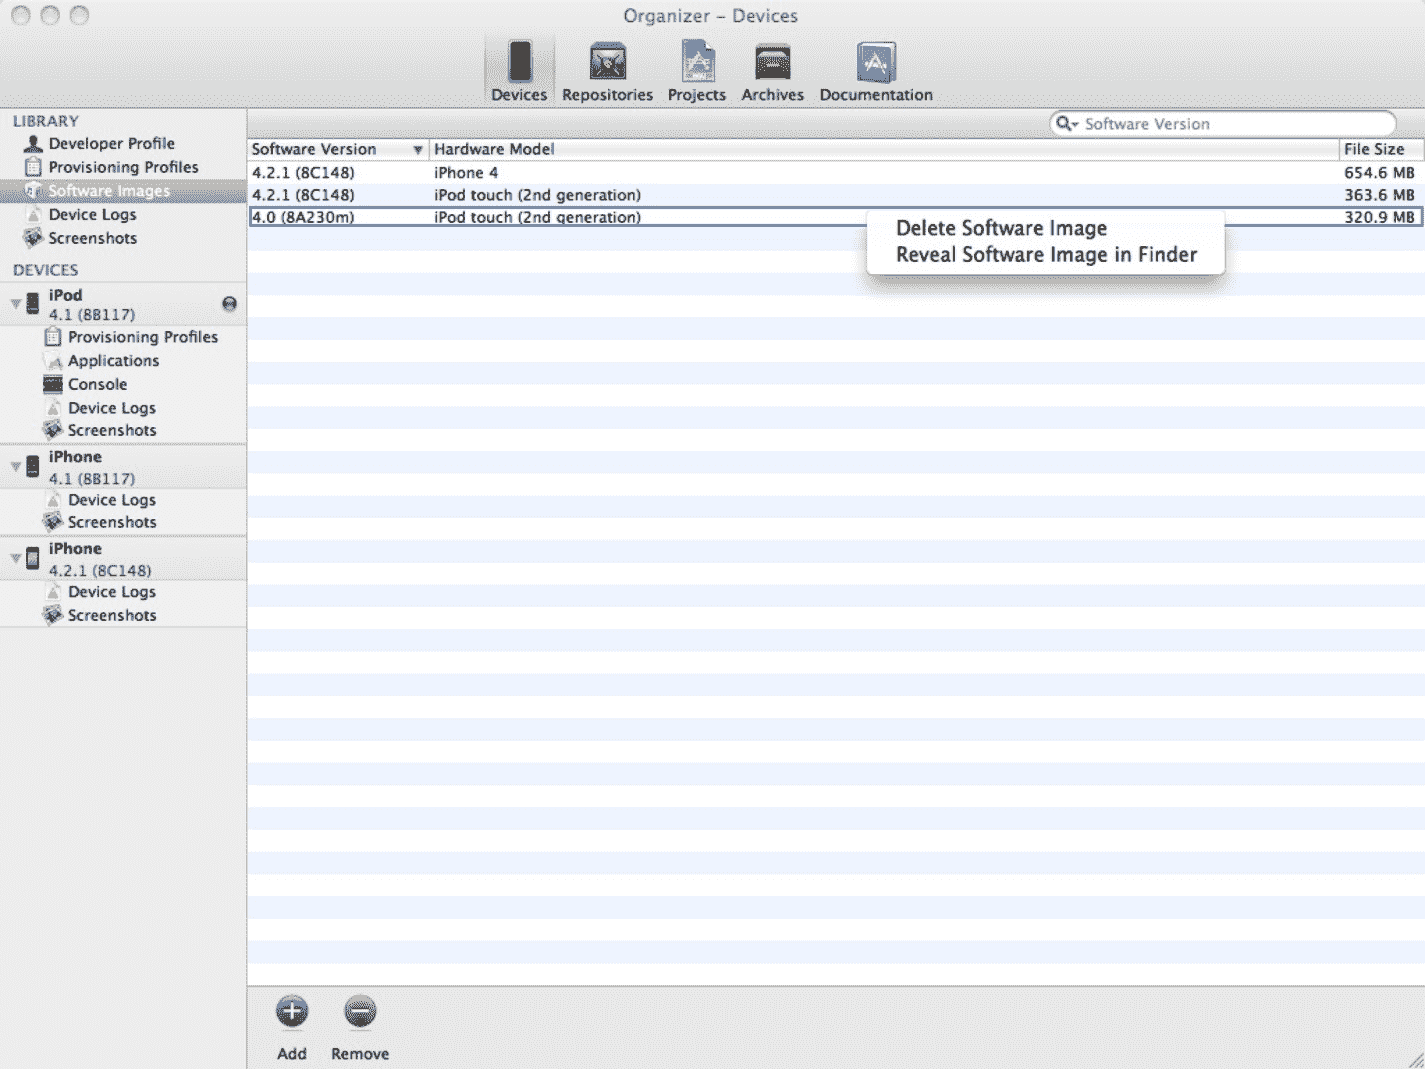 Organizer – Devices
Devices Repositories Projects Archives Documentation
LIBRARY
Developer Profile
Provisioning Profiles
Software Images
Device Logs
Screenshots
DEVICES
iPod
4.1 (8B117)
Provisioning Profiles
Applications
Console
Device Logs
Screenshots
iPhone
4.1 (8B117)
Device Logs
Screenshots
iPhone
4.2.1 (8C148)
Device Logs
Screenshots
Software Version
Software Version Hardware Model File Size
4.2.1 (8C148) iPhone 4 654.6 MB
4.2.1 (8C148) iPod touch (2nd generation) 363.6 MB
4.0 (8A230m) iPod touch (2nd generation) 320.9 MB
Delete Software Image
Reveal Software Image in Finder
Add Remove